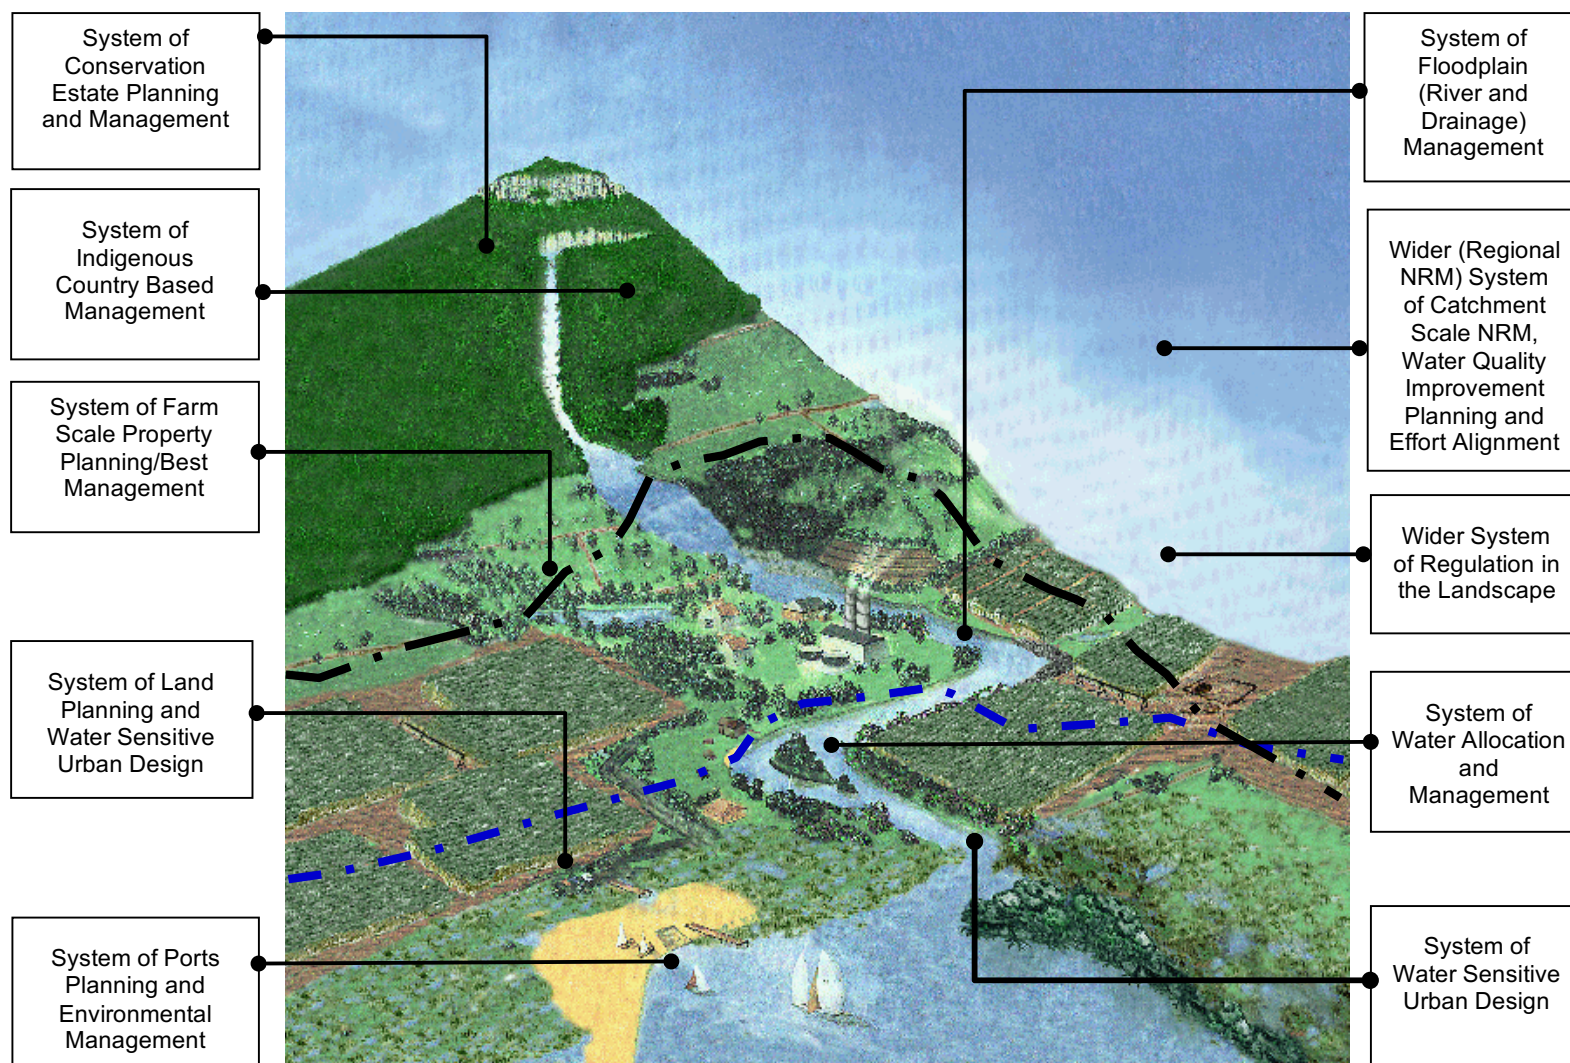 System of
Conservation
Estate Planning
and Management
System of
Indigenous
Country Based
Management
System of Farm
Scale Property
Planning/Best
Management
System of Land
Planning and
Water Sensitive
Urban Design
System of Ports
Planning and
Environmental
Management
System of
Floodplain
(River and
Drainage)
Management
Wider (Regional
NRM) System
of Catchment
Scale NRM,
Water Quality
Improvement
Planning and
Effort Alignment
Wider System
of Regulation in
the Landscape
System of
Water Allocation
and
Management
System of
Water Sensitive
Urban Design